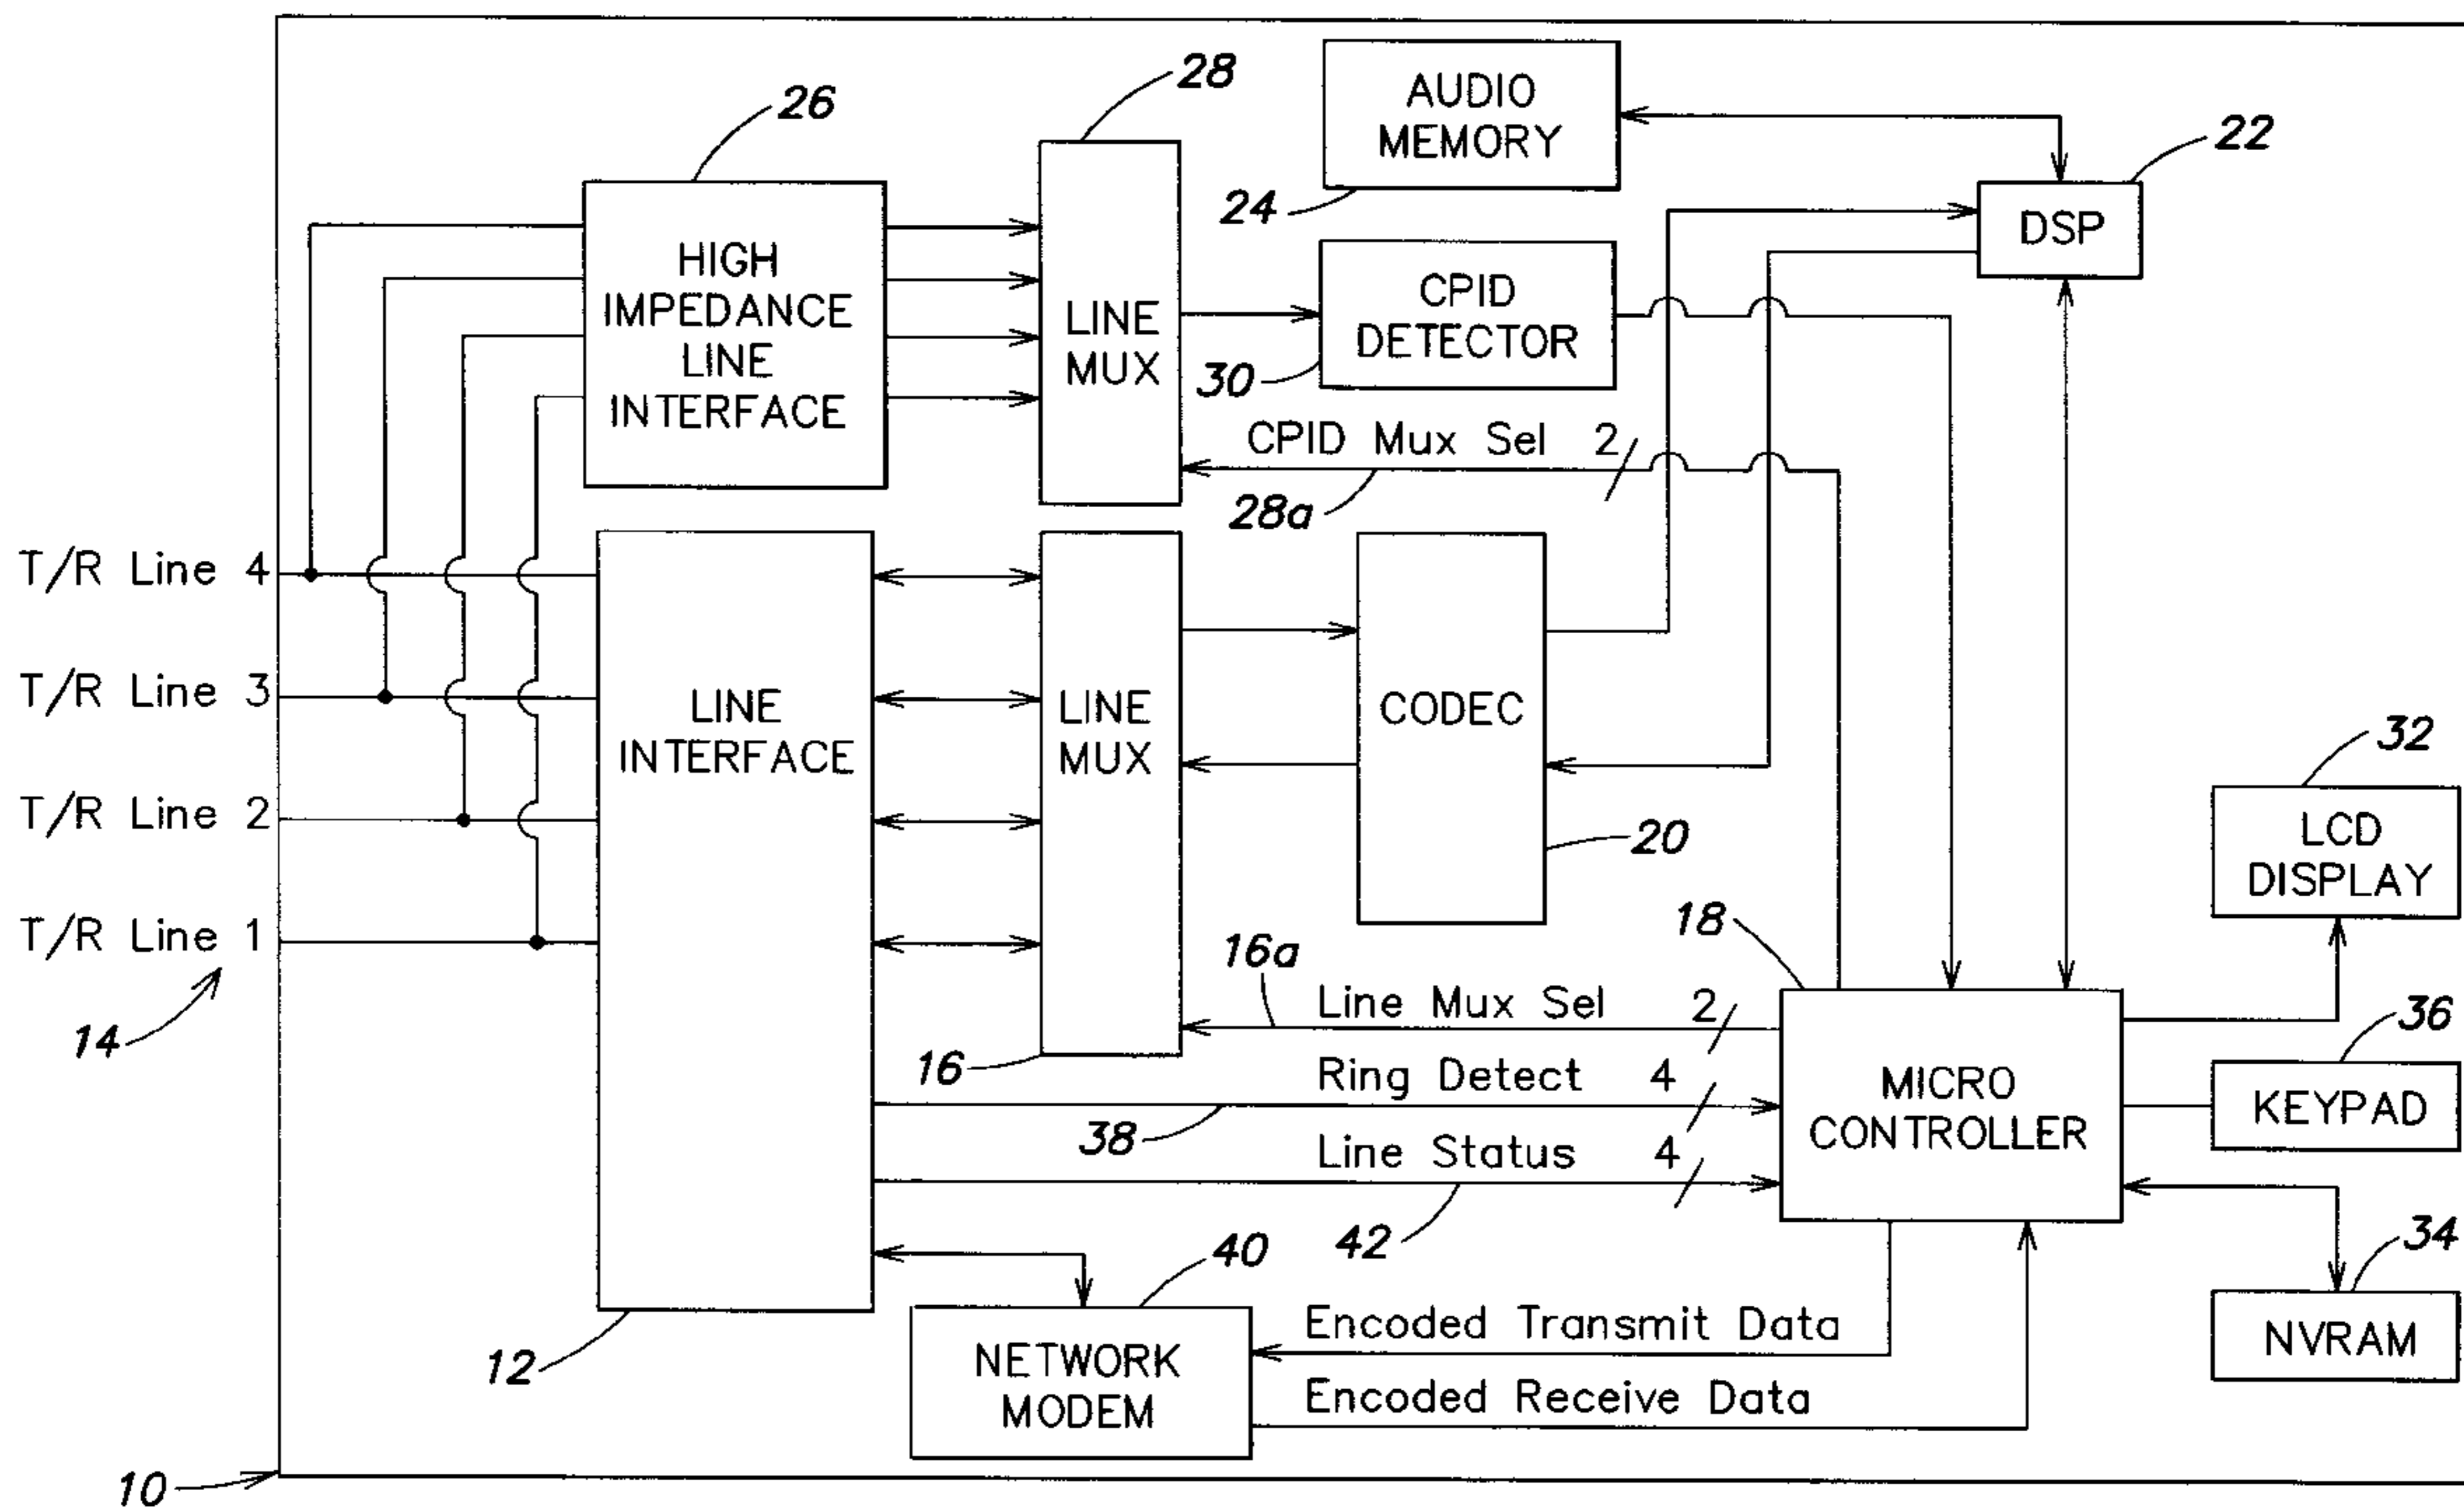 26
28
AUDIO
MEMORY
24
22
DSP
HIGH
IMPEDANCE
LINE
INTERFACE
LINE
MUX
CPID
DETECTOR
30
CPID Mux Sel 2
28a
T/R Line 4
T/R Line 3
T/R Line 2
T/R Line 1
14
LINE
INTERFACE
12
LINE
MUX
16
CODEC
20
16a
Line Mux Sel 2
Ring Detect 4
38
Line Status 4
42
18
MICRO
CONTROLLER
32
LCD
DISPLAY
36
KEYPAD
34
NVRAM
40
NETWORK
MODEM
Encoded Transmit Data
Encoded Receive Data
10